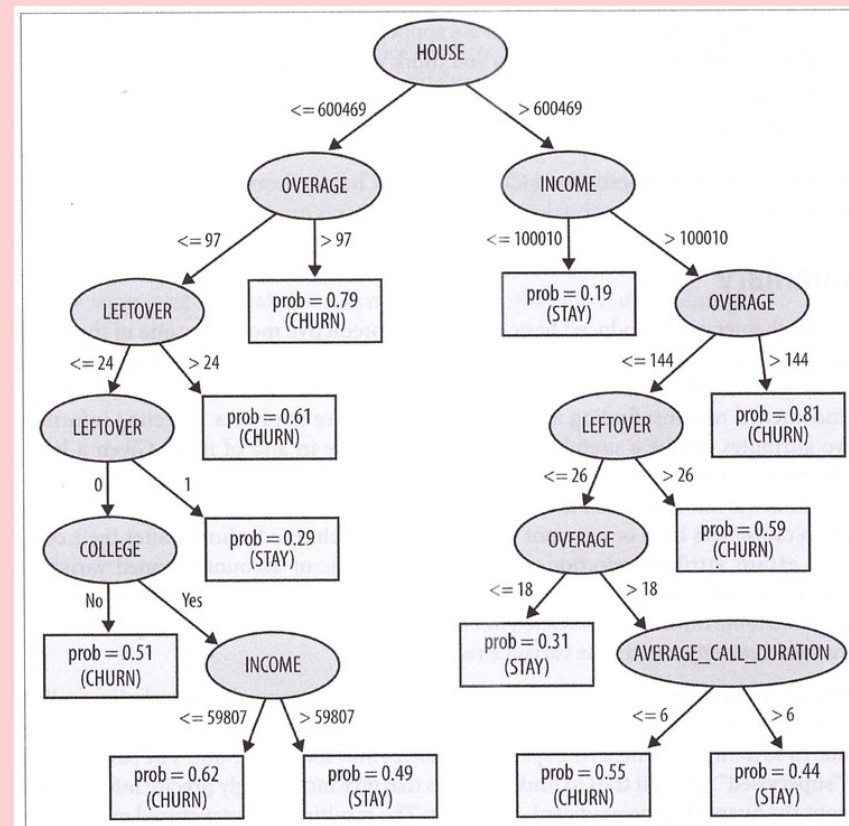 HOUSE
<= 600469
> 600469
OVERAGE
INCOME
<= 97
> 97
<= 100010
> 100010
LEFTOVER
prob = 0.79
(CHURN)
prob = 0.19
(STAY)
OVERAGE
<= 24
> 24
<= 144
> 144
LEFTOVER
prob = 0.61
(CHURN)
LEFTOVER
prob = 0.81
(CHURN)
0
1
<= 26
> 26
COLLEGE
prob = 0.29
(STAY)
OVERAGE
prob = 0.59
(CHURN)
No
Yes
<= 18
> 18
prob = 0.51
(CHURN)
INCOME
prob = 0.31
(STAY)
AVERAGE_CALL_DURATION
<= 59807
> 59807
<= 6
> 6
prob = 0.62
(CHURN)
prob = 0.49
(STAY)
prob = 0.55
(CHURN)
prob = 0.44
(STAY)